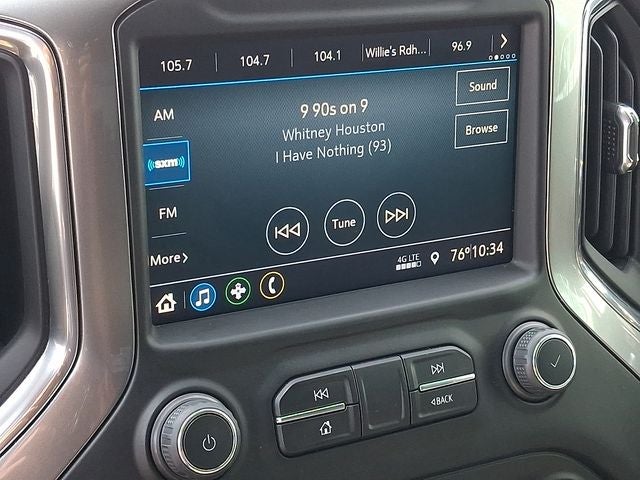 105.7 104.7 104.1 Willie's Rdh... 96.9
AM
9 90s on 9
Sound
Whitney Houston
Browse
I Have Nothing (93)
sxm
FM
Tune
More
4G LTE
76° 10:34
BACK